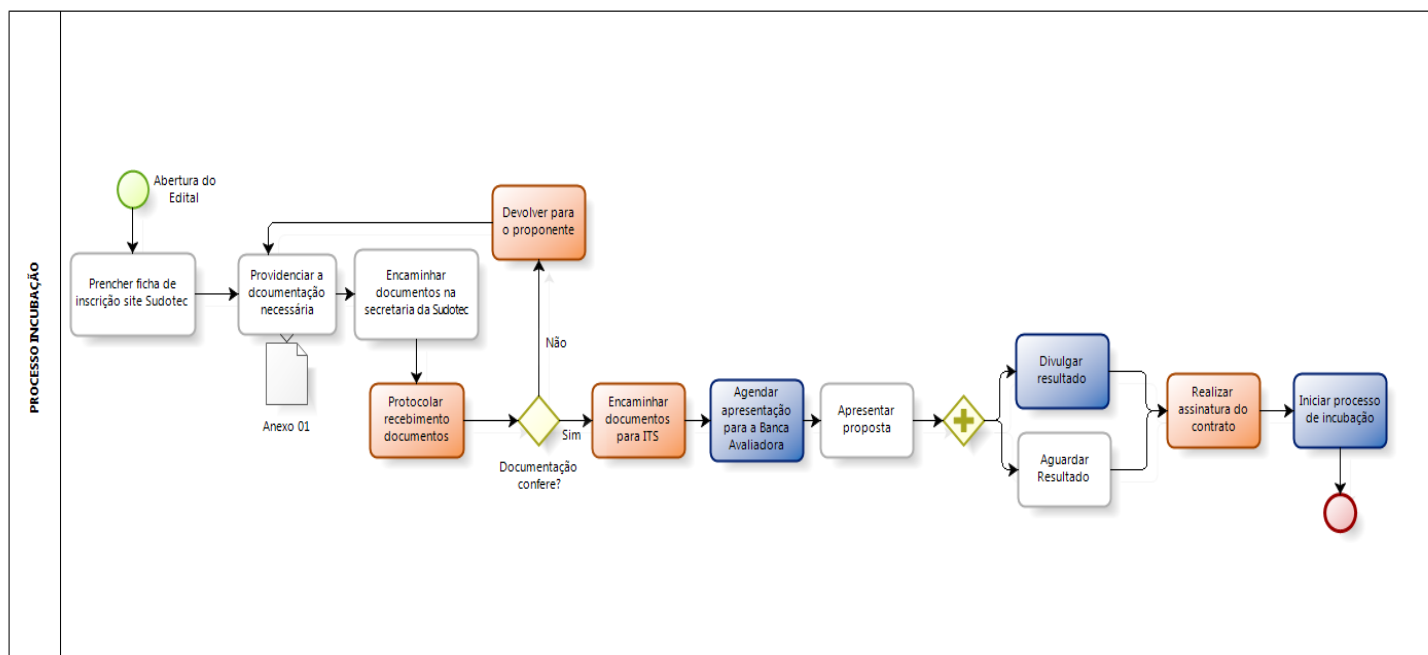 PROCESSO INCUBAÇÃO
Abertura do
Edital
Prencher ficha de
inscrição site Sudotec
Providenciar a
dcoumentação
necessária
Anexo 01
Encaminhar
documentos na
secretaria da Sudotec
Devolver para
o proponente
Protocolar
recebimento
documentos
Não
Sim
Documentação
confere?
Encaminhar
documentos
para ITS
Agendar
apresentação
para a Banca
Avaliadora
Apresentar
proposta
Divulgar
resultado
Aguardar
Resultado
Realizar
assinatura do
contrato
Iniciar processo
de incubação